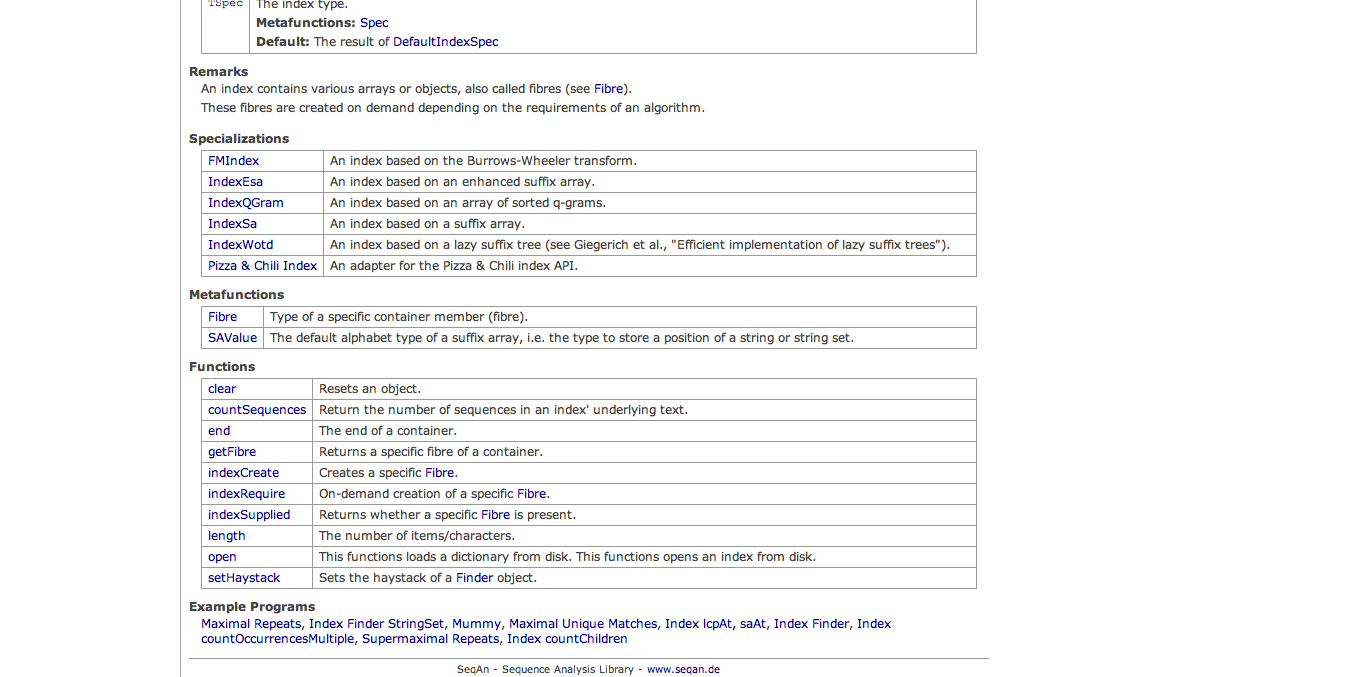 TSpec The index type.
Metafunctions: Spec
Default: The result of DefaultIndexSpec
Remarks
An index contains various arrays or objects, also called fibres (see Fibre).
These fibres are created on demand depending on the requirements of an algorithm.
Specializations
FMIndex An index based on the Burrows-Wheeler transform.
IndexEsa An index based on an enhanced suffix array.
IndexQGram An index based on an array of sorted q-grams.
IndexSa An index based on a suffix array.
IndexWotd An index based on a lazy suffix tree (see Giegerich et al., "Efficient implementation of lazy suffix trees").
Pizza & Chili Index An adapter for the Pizza & Chili index API.
Metafunctions
Fibre Type of a specific container member (fibre).
SAValue The default alphabet type of a suffix array, i.e. the type to store a position of a string or string set.
Functions
clear Resets an object.
countSequences Return the number of sequences in an index' underlying text.
end The end of a container.
getFibre Returns a specific fibre of a container.
indexCreate Creates a specific Fibre.
indexRequire On-demand creation of a specific Fibre.
indexSupplied Returns whether a specific Fibre is present.
length The number of items/characters.
open This functions loads a dictionary from disk. This functions opens an index from disk.
setHaystack Sets the haystack of a Finder object.
Example Programs
Maximal Repeats, Index Finder StringSet, Mummy, Maximal Unique Matches, Index lcpAt, saAt, Index Finder, Index
countOccurrencesMultiple, Supermaximal Repeats, Index countChildren
SeqAn - Sequence Analysis Library - www.seqan.de